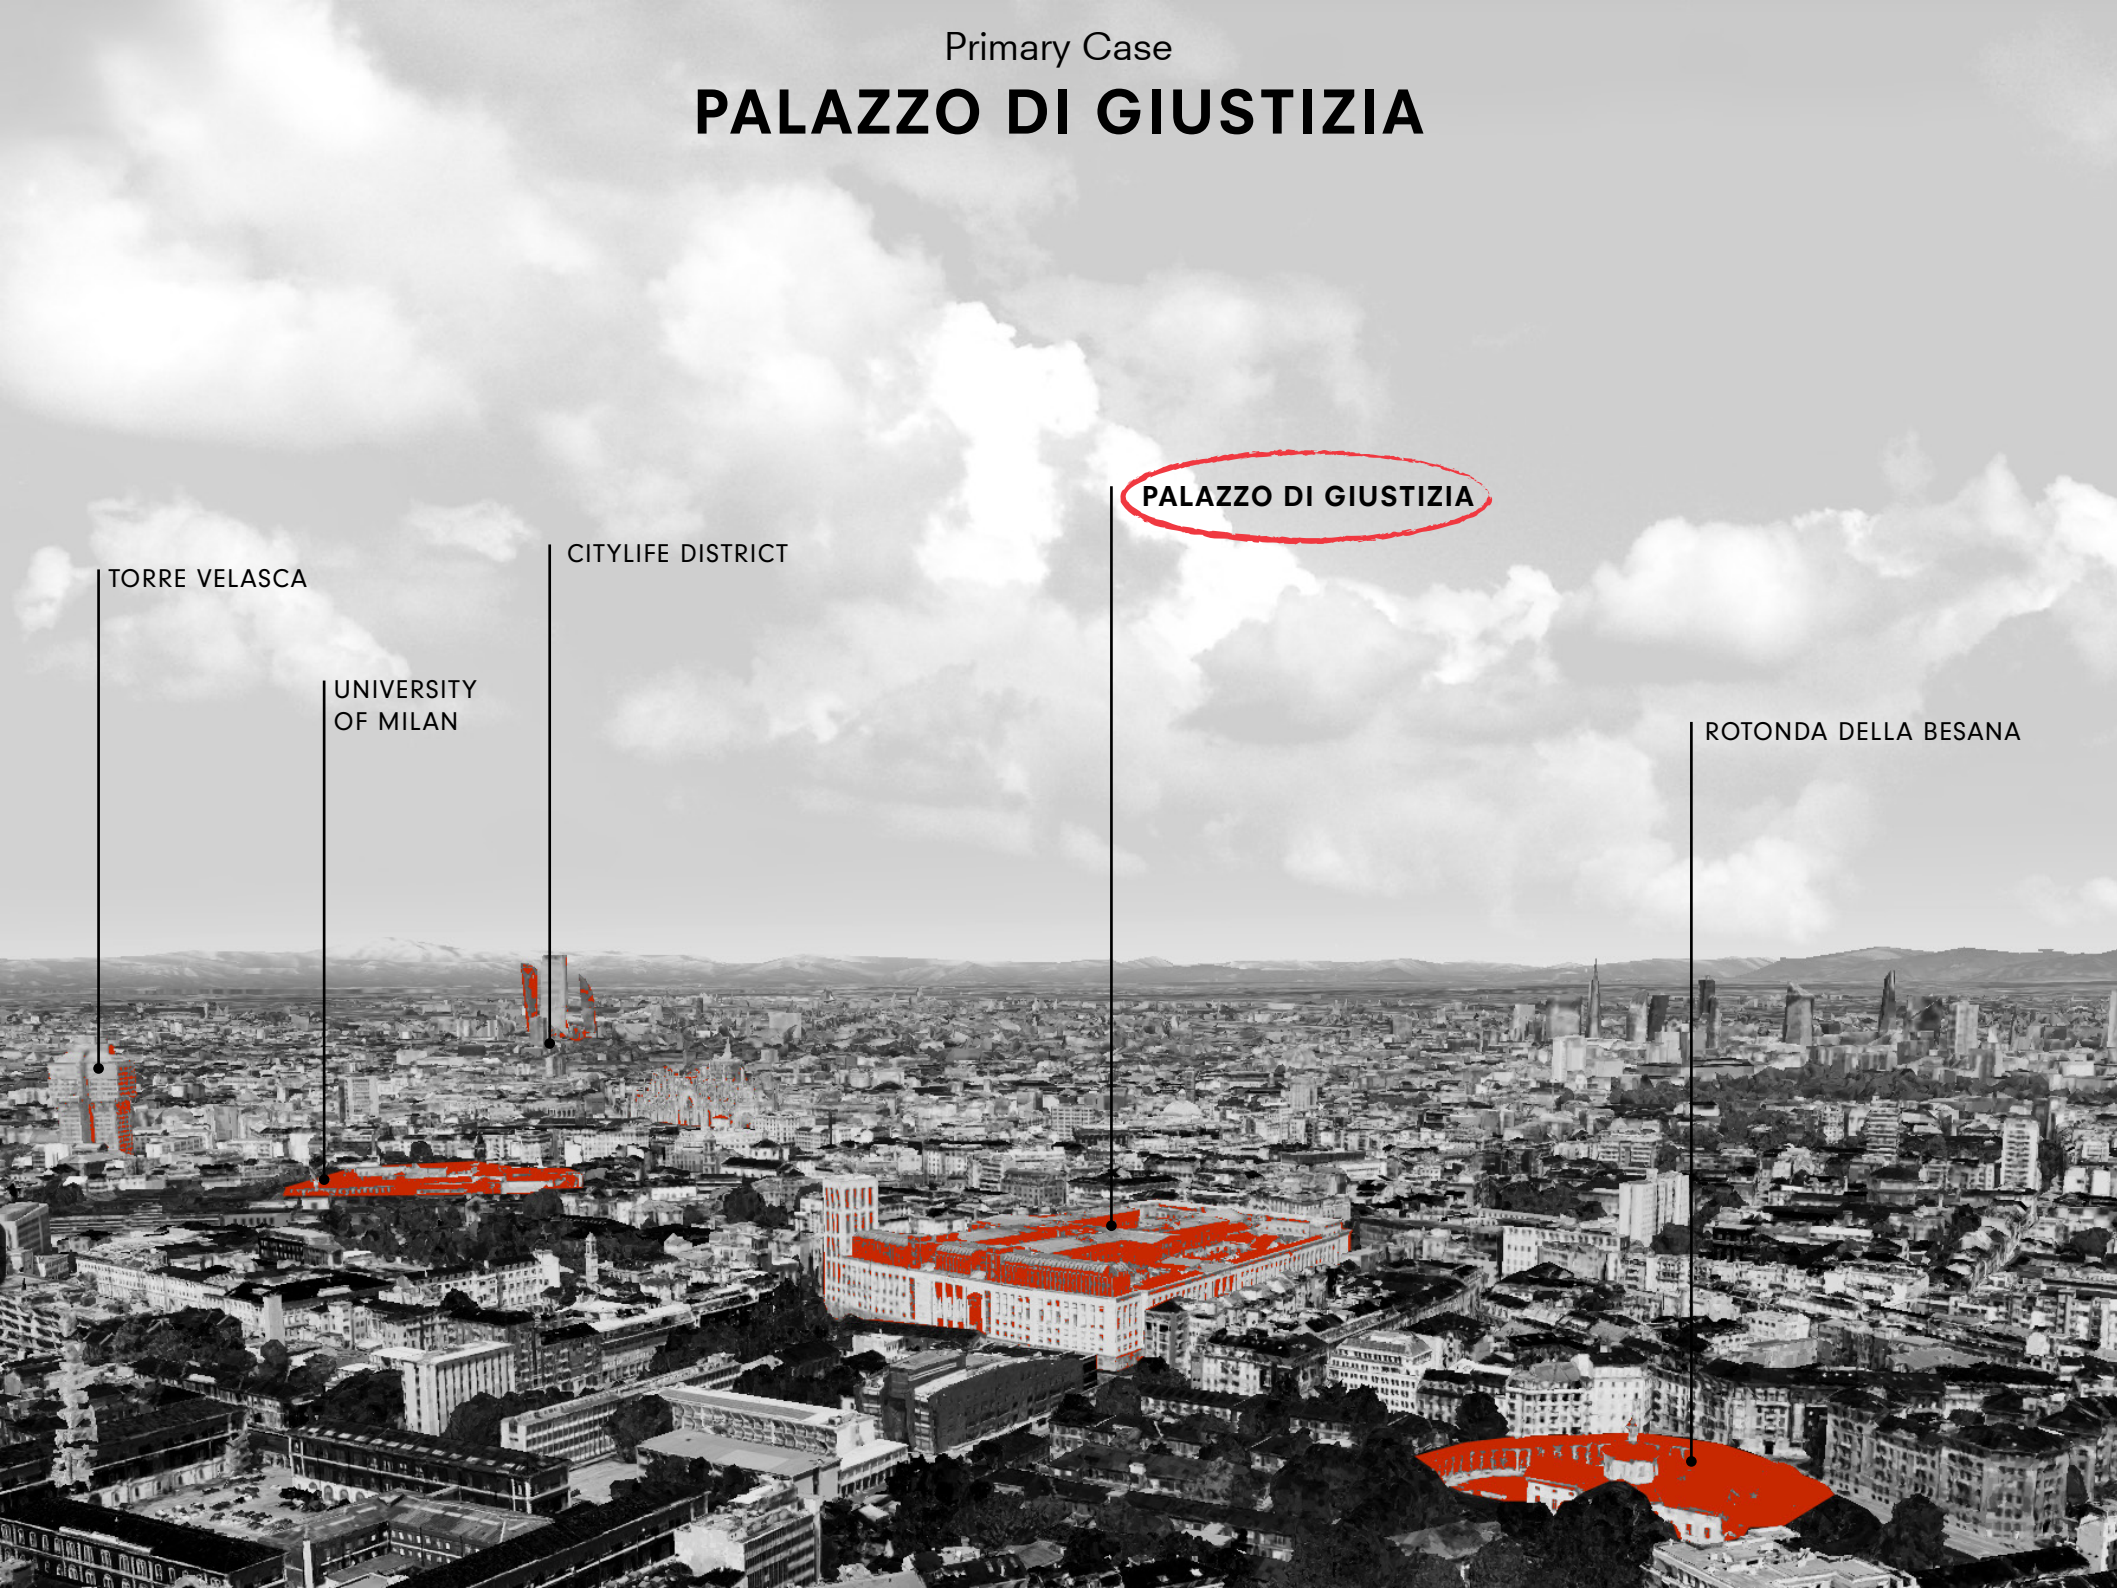 Primary Case
PALAZZO DI GIUSTIZIA
PALAZZO DI GIUSTIZIA
CITYLIFE DISTRICT
TORRE VELASCA
UNIVERSITY
OF MILAN
ROTONDA DELLA BESANA